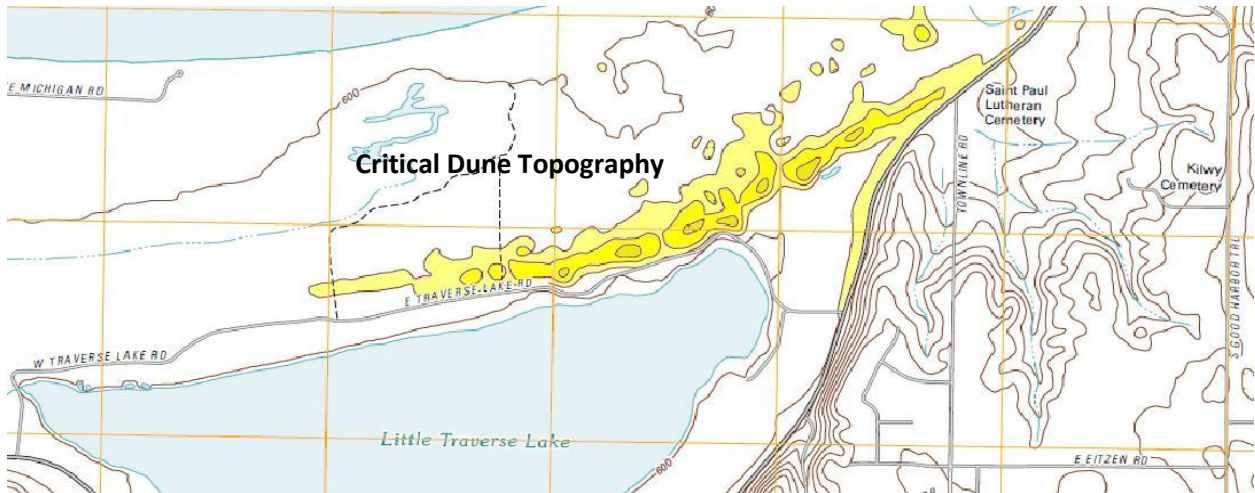 E MICHIGAN RD
600
Critical Dune Topography
Saint Paul
Lutheran
Cemetery
Kilwy
Cemetery
TOWNLINE RD
S GOOD HARBOR TRL
E TRAVERSE LAKE RD
W TRAVERSE LAKE RD
Little Traverse Lake
600
E EITZEN RD